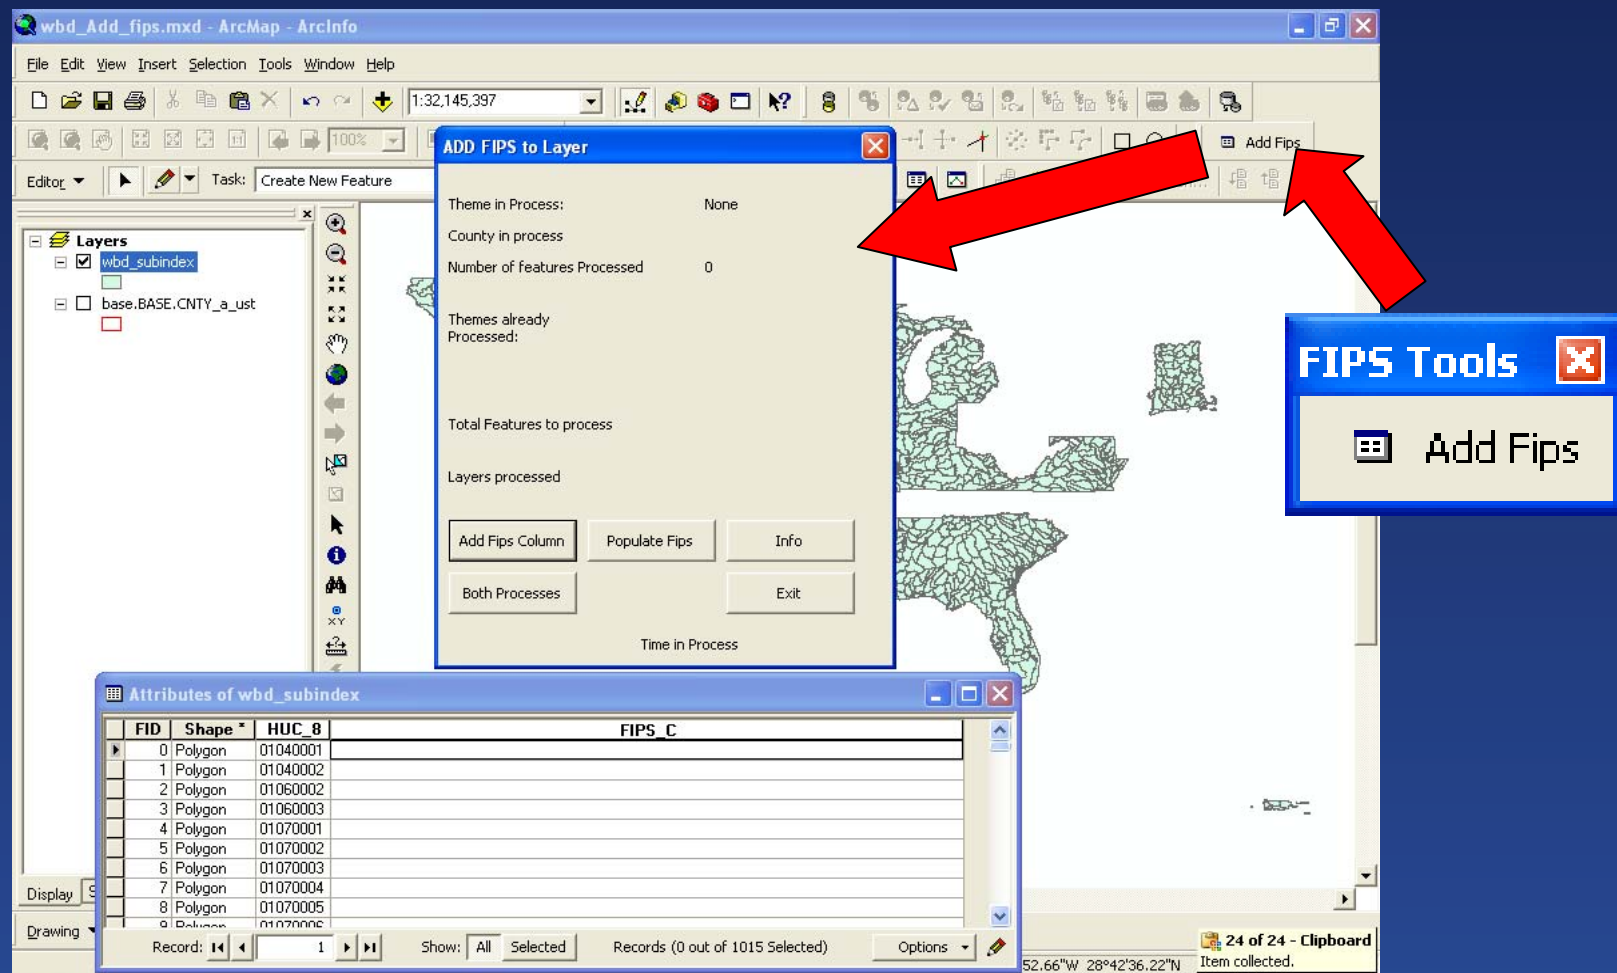 wbd_Add_fips.mxd - ArcMap - ArcInfo
File Edit View Insert Selection Tools Window Help
1:32,145,397
100%
Add Fips
Editor Task: Create New Feature
Layers
wbd_subindex
base.BASE.CNTY_a_ust
ADD FIPS to Layer
Theme in Process: None
County in process
Number of features Processed 0
Themes already
Processed:
Total Features to process
Layers processed
Add Fips Column Populate Fips Info
Both Processes Exit
Time in Process
FIPS Tools
Add Fips
XY
Attributes of wbd_subindex
FID Shape * HUC_8 FIPS_C
0 Polygon 01040001
1 Polygon 01040002
2 Polygon 01060002
3 Polygon 01060003
4 Polygon 01070001
5 Polygon 01070002
6 Polygon 01070003
7 Polygon 01070004
8 Polygon 01070005
9 Polygon 01070006
Record: 1 Show: All Selected Records (0 out of 1015 Selected) Options
Display
Drawing
52.66"W 28°42'36.22"N
24 of 24 - Clipboard
Item collected.